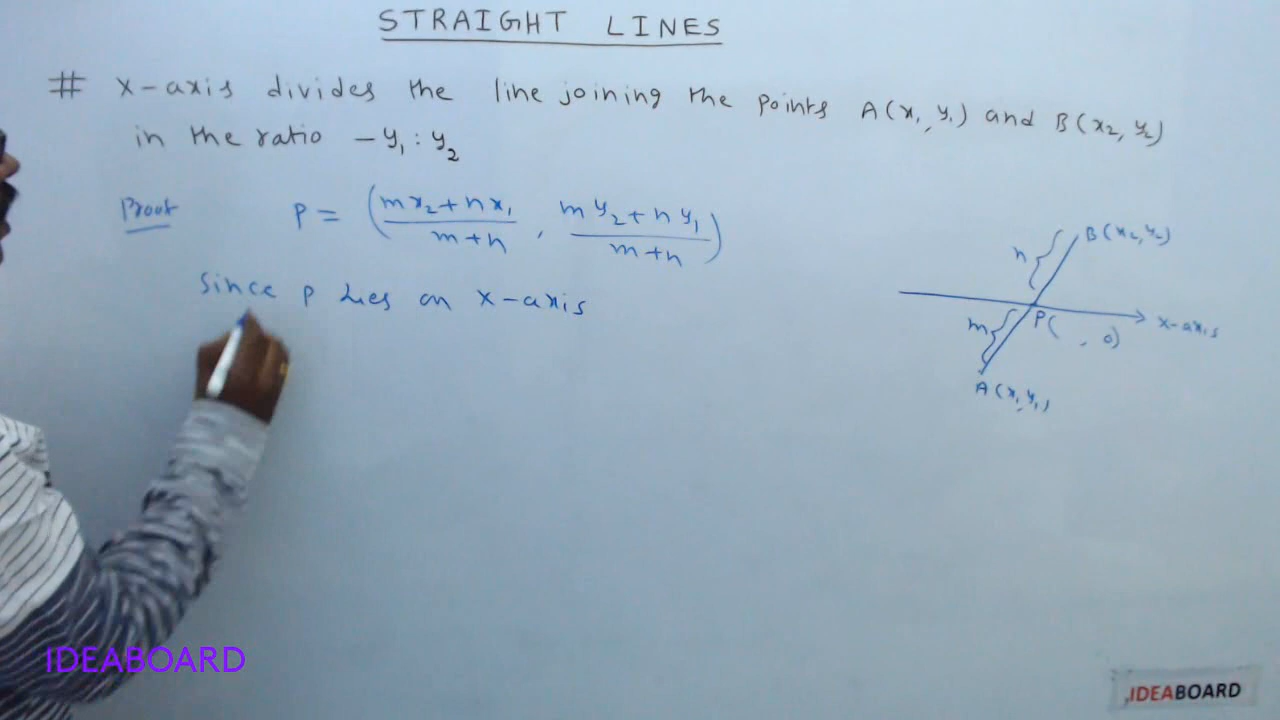 STRAIGHT LINES
# X-axis divides the line joining the points A(x₁, y₁) and B(x₂, y₂)
in the ratio -y₁ : y₂
Proof P = (mx₂+nx₁/m+n, my₂+ny₁/m+n)
Since P lies on X-axis
B(x₂, y₂)
n
m
P( , 0)
X-axis
A(x₁, y₁)
IDEABOARD
IDEABOARD